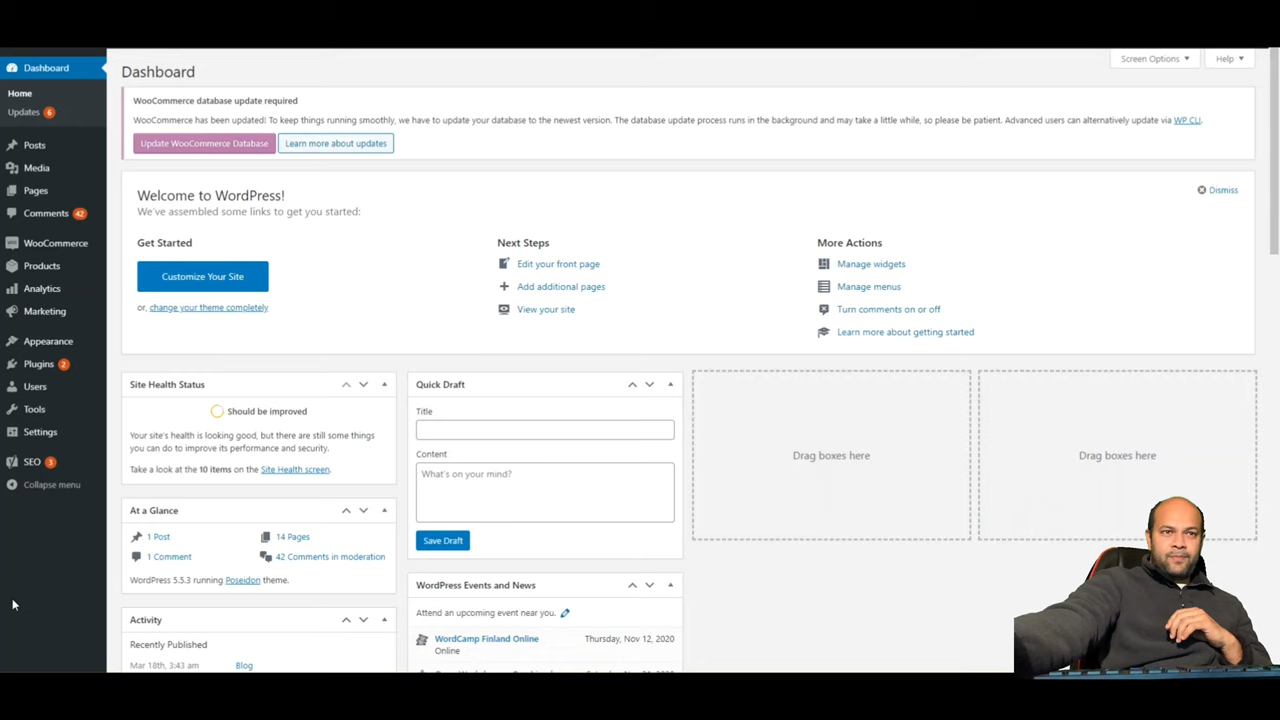 Dashboard
Home
Updates 6
Posts
Media
Pages
Comments 42
WooCommerce
Products
Analytics
Marketing
Appearance
Plugins 2
Users
Tools
Settings
SEO 3
Collapse menu
Screen Options
Help
Dashboard
WooCommerce database update required
WooCommerce has been updated! To keep things running smoothly, we have to update your database to the newest version. The database update process runs in the background and may take a little while, so please be patient. Advanced users can alternatively update via WP CLI.
Update WooCommerce Database
Learn more about updates
Welcome to WordPress!
We've assembled some links to get you started:
Dismiss
Get Started
Customize Your Site
or, change your theme completely
Next Steps
Edit your front page
Add additional pages
View your site
More Actions
Manage widgets
Manage menus
Turn comments on or off
Learn more about getting started
Site Health Status
Should be improved
Your site's health is looking good, but there are still some things
you can do to improve its performance and security.
Take a look at the 10 items on the Site Health screen.
At a Glance
1 Post
14 Pages
1 Comment
42 Comments in moderation
WordPress 5.5.3 running Poseidon theme.
Activity
Recently Published
Mar 18th, 3:43 am Blog
Quick Draft
Title
Content
What's on your mind?
Save Draft
WordPress Events and News
Attend an upcoming event near you.
WordCamp Finland Online
Thursday, Nov 12, 2020
Online
Drag boxes here
Drag boxes here